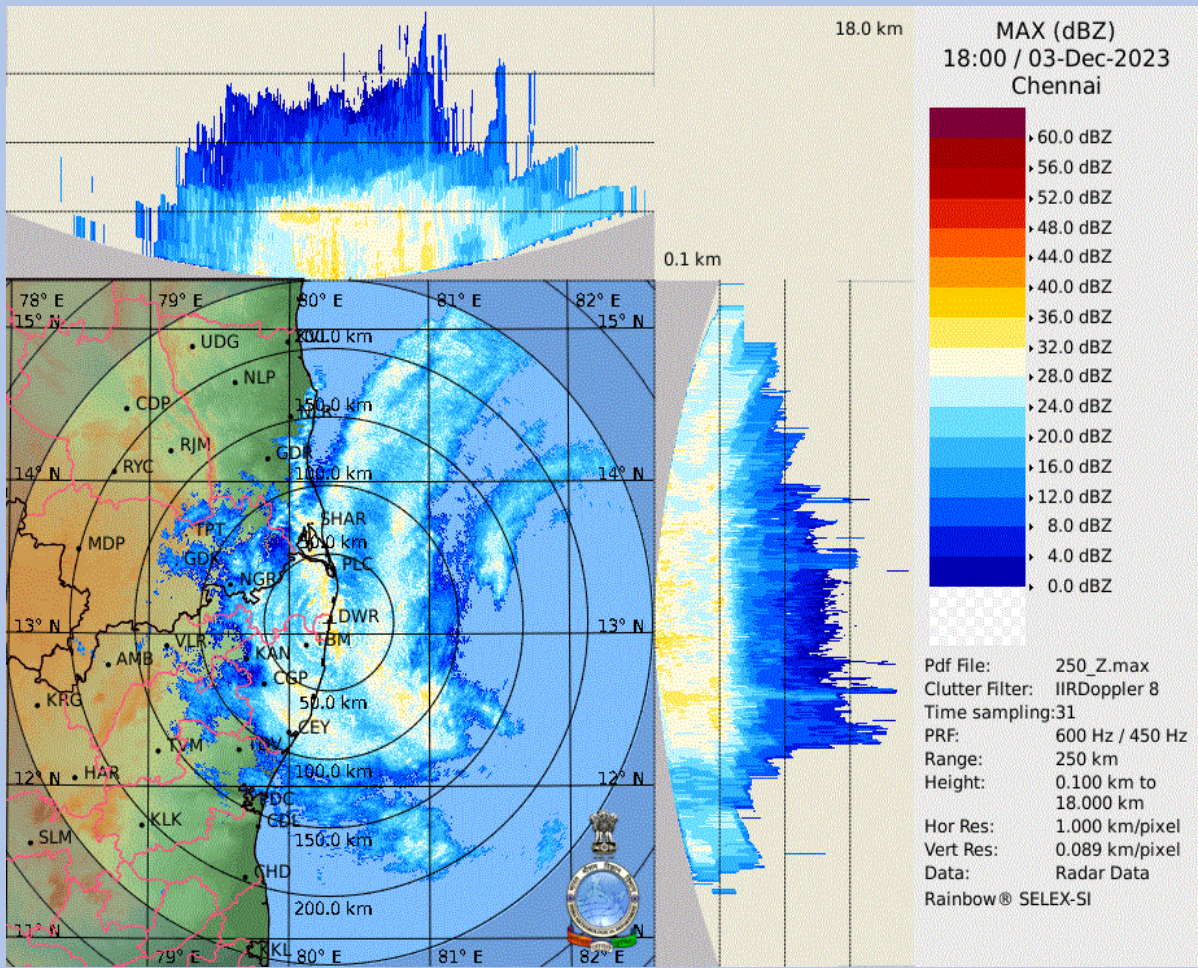 18.0 km
0.1 km
MAX (dBZ)
18:00 / 03-Dec-2023
Chennai
60.0 dBZ
56.0 dBZ
52.0 dBZ
48.0 dBZ
44.0 dBZ
40.0 dBZ
36.0 dBZ
32.0 dBZ
28.0 dBZ
24.0 dBZ
20.0 dBZ
16.0 dBZ
12.0 dBZ
8.0 dBZ
4.0 dBZ
0.0 dBZ
Pdf File: 250_Z.max
Clutter Filter: IIRDoppler 8
Time sampling:31
PRF: 600 Hz / 450 Hz
Range: 250 km
Height: 0.100 km to
18.000 km
Hor Res: 1.000 km/pixel
Vert Res: 0.089 km/pixel
Data: Radar Data
Rainbow® SELEX-SI
78° E 79° E 80° E 81° E 82° E
15° N 15° N
UDG
NLP
CDP
150.0 km
RJM
GDR
RYC
100.0 km
14° N 14° N
SHAR
TPT
MDP
GDK
PLC
NGR
DWR
13° N 13° N
VLR
KAN
AMB
CGP
KRG
50.0 km
CEY
TVM
HAR
100.0 km
12° N 12° N
CDL
KLK
SLM
150.0 km
CHD
200.0 km
11° N 11° N
KKL
79° E 80° E 81° E 82° E